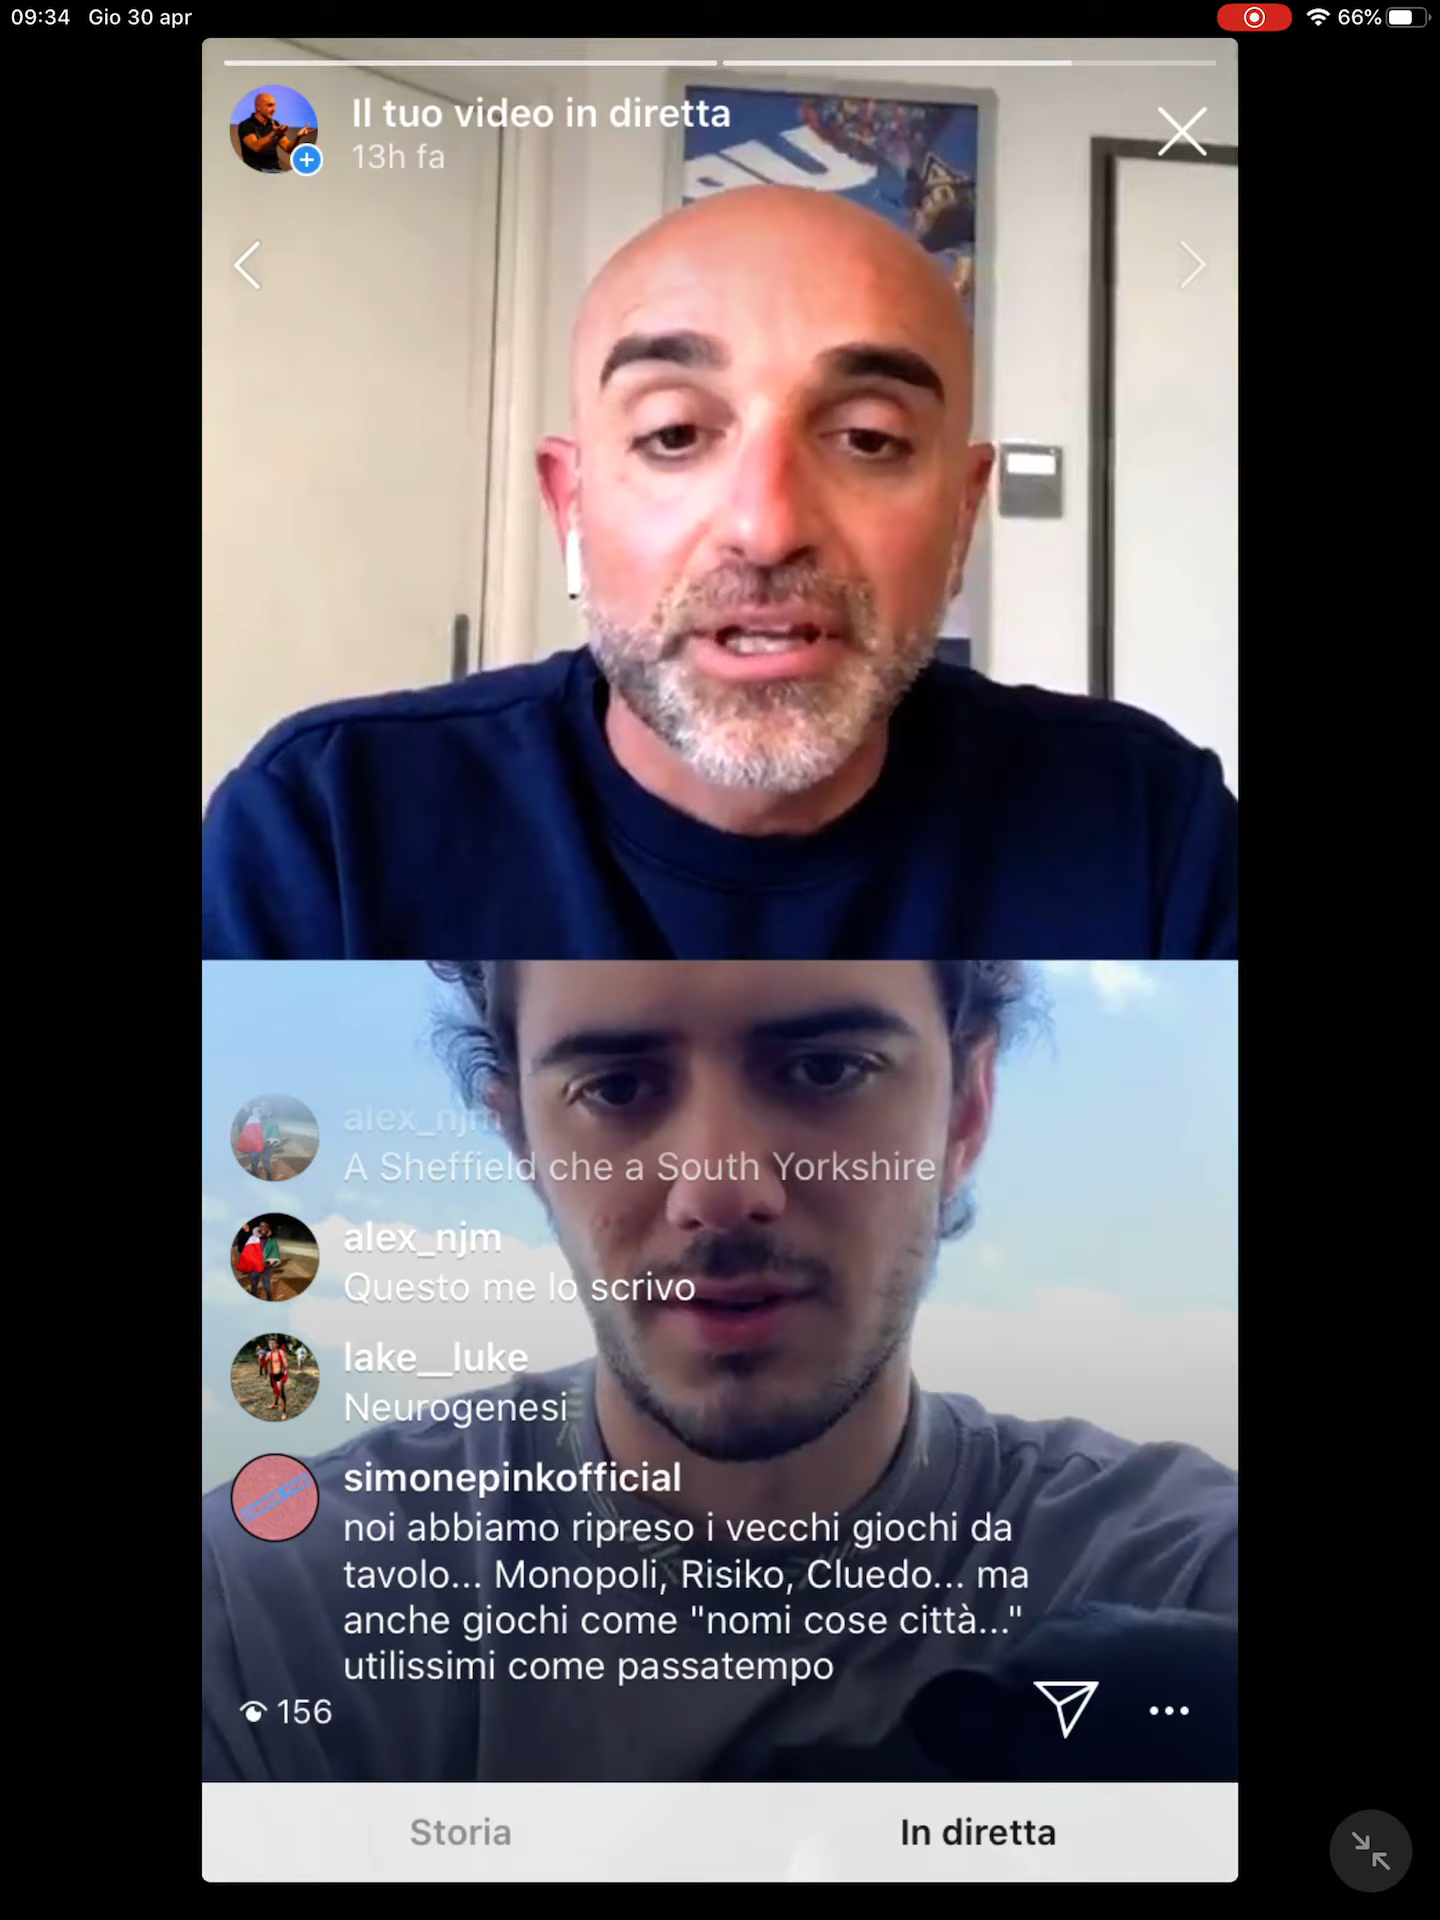 09:34 Gio 30 apr
66%
Il tuo video in diretta
13h fa
alex_njm
A Sheffield che a South Yorkshire
alex_njm
Questo me lo scrivo
lake__luke
Neurogenesi
simonepinkofficial
noi abbiamo ripreso i vecchi giochi da
tavolo... Monopoli, Risiko, Cluedo... ma
anche giochi come "nomi cose città..."
utilissimi come passatempo
156
Storia
In diretta